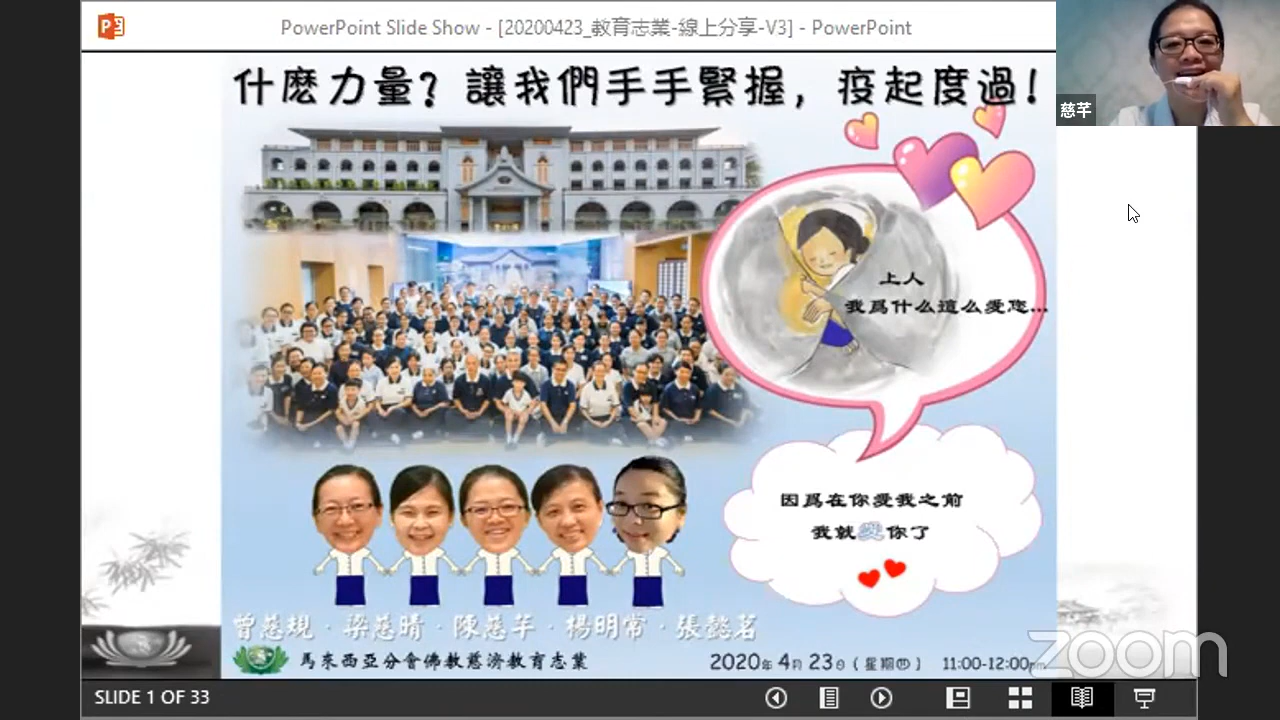 PowerPoint Slide Show - [20200423_教育志業-線上分享-V3] - PowerPoint
慈芊
什麼力量？讓我們手手緊握，疫起度過！
上人
我爲什么這么愛您...
因爲在你愛我之前
我就愛你了
曾慈規·梁慈晴·陳慈芊·楊明常·張懿茗
馬來西亞分會佛教慈濟教育志業
2020年4月23日(星期四) 11:00-12:00pm
zoom
SLIDE 1 OF 33